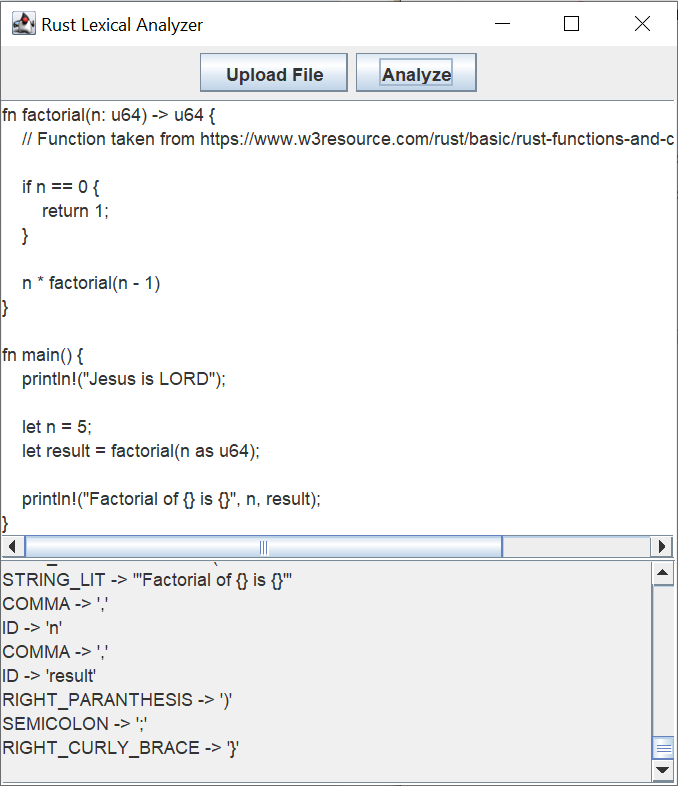 Rust Lexical Analyzer
Upload File
Analyze
fn factorial(n: u64) -> u64 {
    // Function taken from https://www.w3resource.com/rust/basic/rust-functions-and-c
    if n == 0 {
        return 1;
    }
    n * factorial(n - 1)
}
fn main() {
    println!("Jesus is LORD");
    let n = 5;
    let result = factorial(n as u64);
    println!("Factorial of {} is {}", n, result);
}
STRING_LIT -> '"Factorial of {} is {}"'
COMMA -> ','
ID -> 'n'
COMMA -> ','
ID -> 'result'
RIGHT_PARANTHESIS -> ')'
SEMICOLON -> ';'
RIGHT_CURLY_BRACE -> '}'